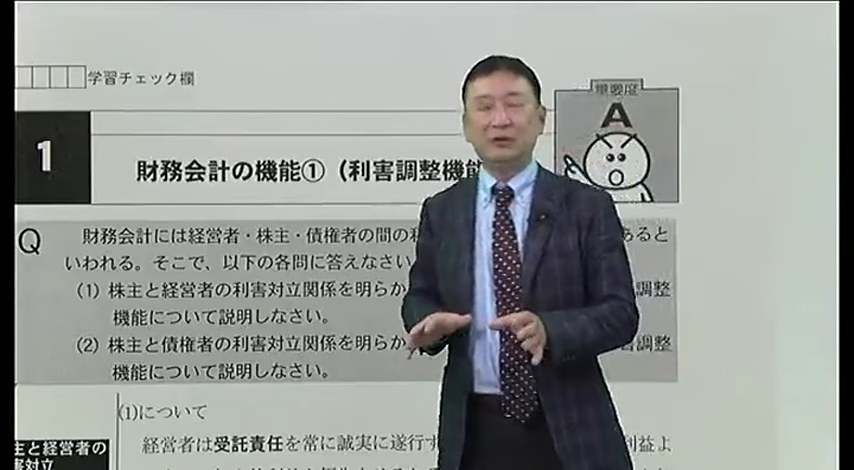 学習チェック欄
重要度
A
1
財務会計の機能①（利害調整機能
Q
財務会計には経営者・株主・債権者の間の利
あると
いわれる。そこで、以下の各問に答えなさい
(1) 株主と経営者の利害対立関係を明らか
調整
機能について説明しなさい。
(2) 株主と債権者の利害対立関係を明らか
害調整
機能について説明しなさい。
(1)について
主と経営者の
害対立
経営者は受託責任を常に誠実に遂行す
利益よ